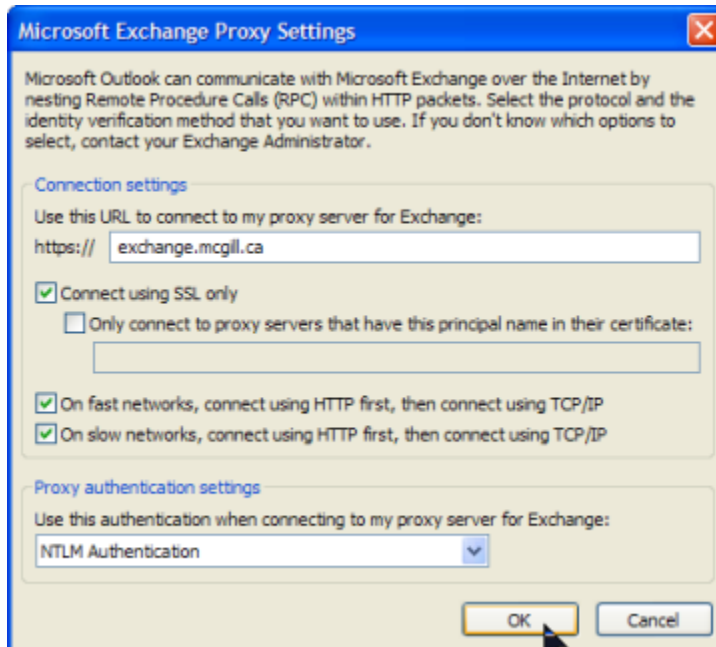 Microsoft Exchange Proxy Settings
Microsoft Outlook can communicate with Microsoft Exchange over the Internet by
nesting Remote Procedure Calls (RPC) within HTTP packets. Select the protocol and the
identity verification method that you want to use. If you don't know which options to
select, contact your Exchange Administrator.
Connection settings
Use this URL to connect to my proxy server for Exchange:
https:// exchange.mcgill.ca
Connect using SSL only
Only connect to proxy servers that have this principal name in their certificate:
On fast networks, connect using HTTP first, then connect using TCP/IP
On slow networks, connect using HTTP first, then connect using TCP/IP
Proxy authentication settings
Use this authentication when connecting to my proxy server for Exchange:
NTLM Authentication
OK Cancel